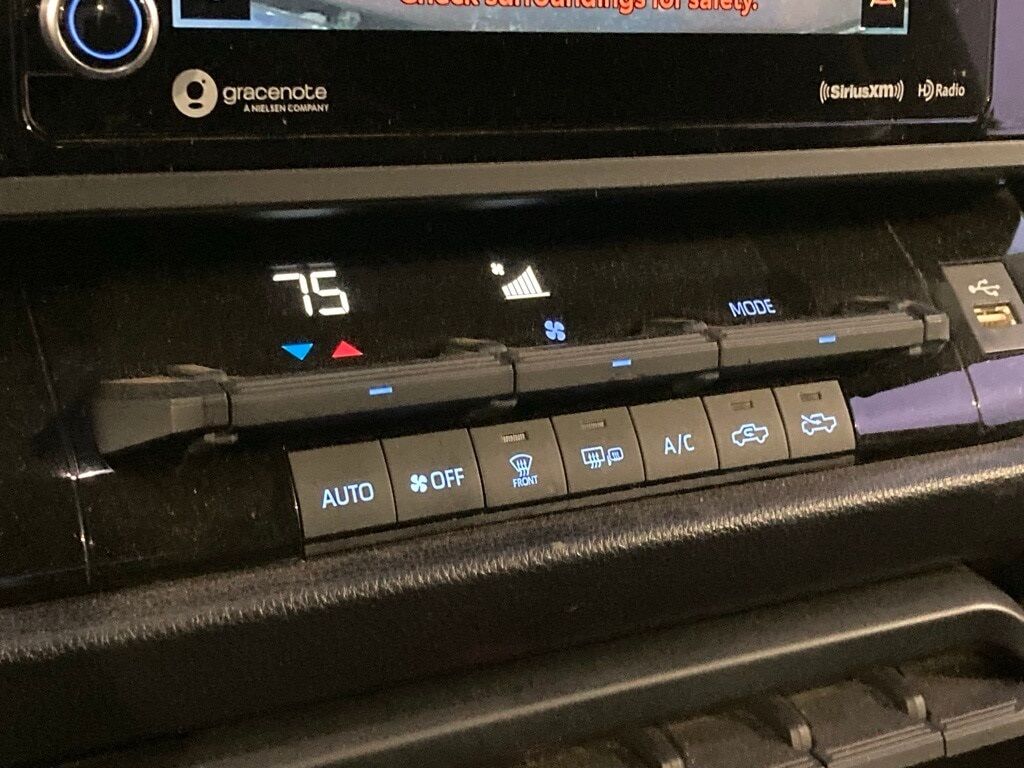 Check surroundings for safety.
gracenote
A NIELSEN COMPANY
SiriusXM
HD Radio
75
MODE
AUTO
OFF
FRONT
A/C